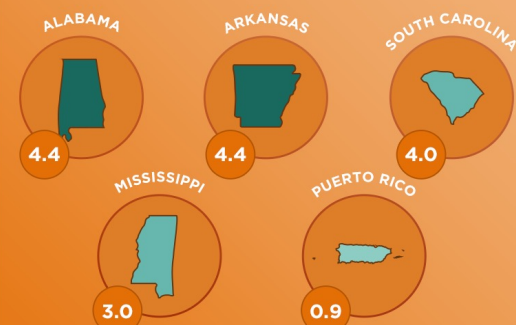 ALABAMA
4.4
ARKANSAS
4.4
SOUTH CAROLINA
4.0
MISSISSIPPI
3.0
PUERTO RICO
0.9